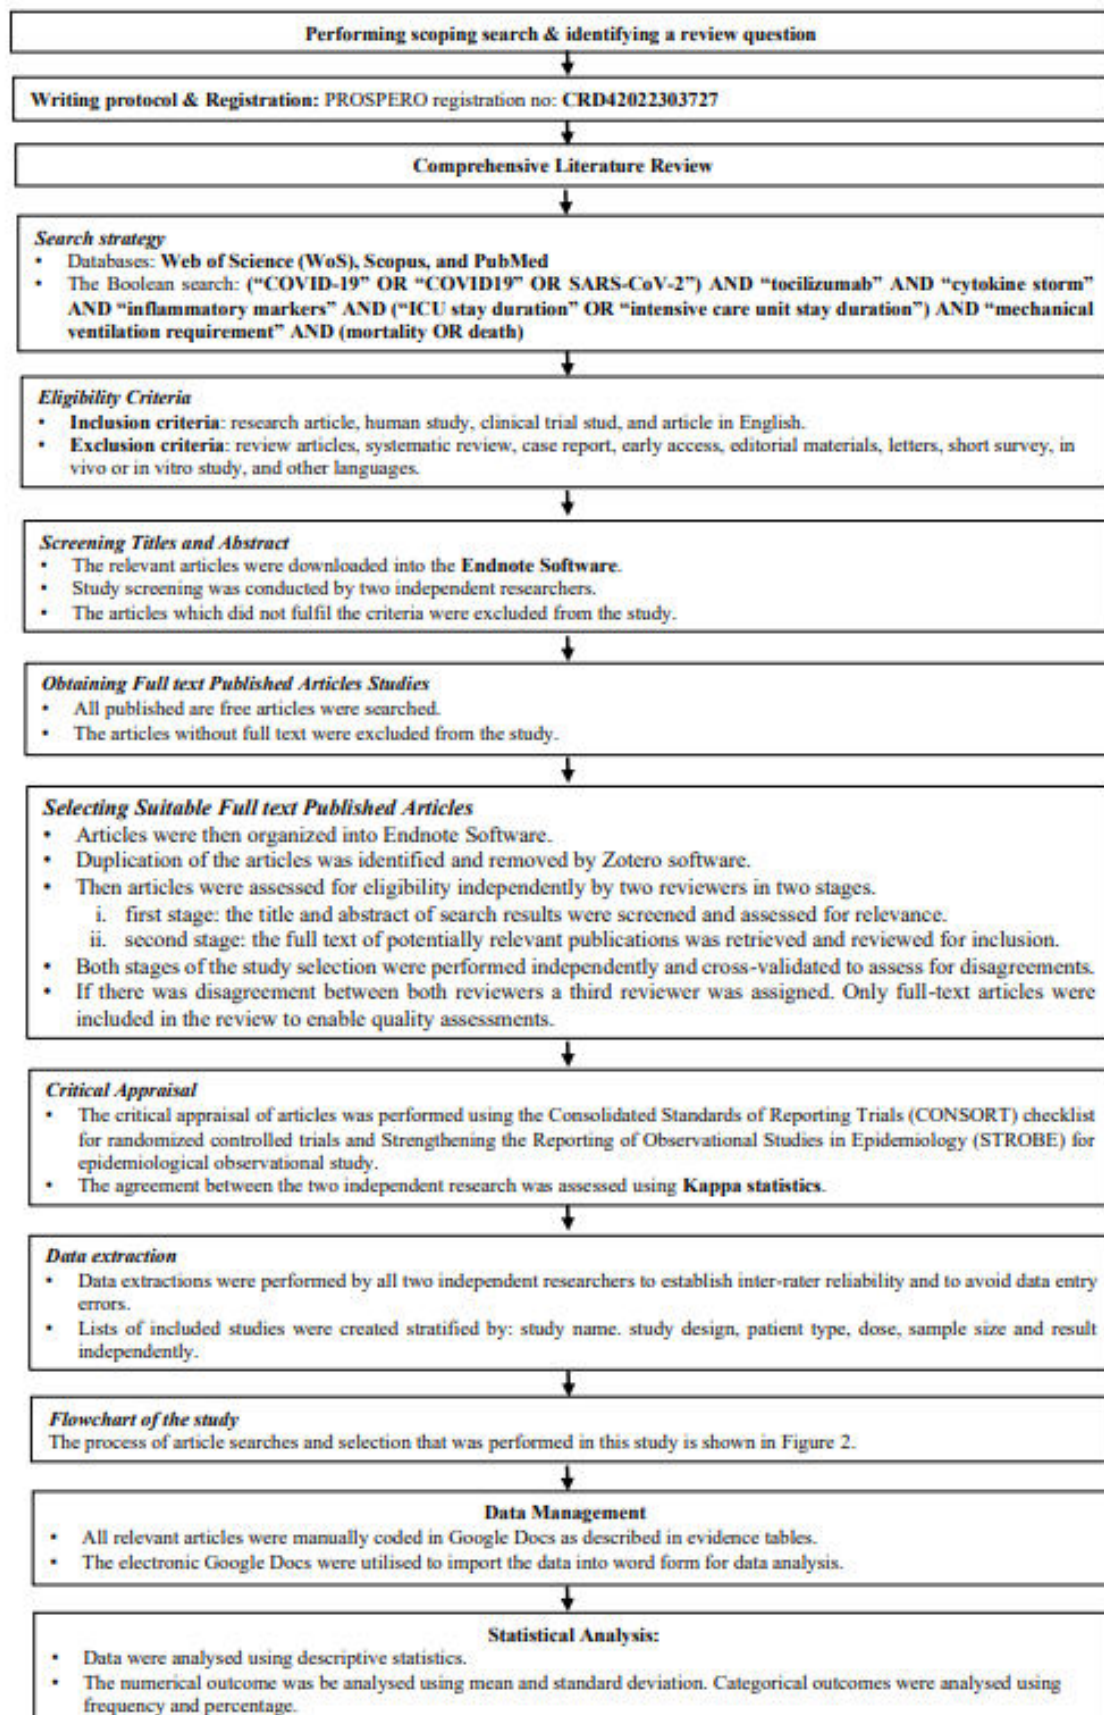 Performing scoping search & identifying a review question
Writing protocol & Registration: PROSPERO registration no: CRD42022303727
Comprehensive Literature Review
Search strategy
• Databases: Web of Science (WoS), Scopus, and PubMed
• The Boolean search: (“COVID-19” OR “COVID19” OR SARS-CoV-2”) AND “tocilizumab” AND “cytokine storm”
AND “inflammatory markers” AND (“ICU stay duration” OR “intensive care unit stay duration”) AND “mechanical
ventilation requirement” AND (mortality OR death)
Eligibility Criteria
• Inclusion criteria: research article, human study, clinical trial stud, and article in English.
• Exclusion criteria: review articles, systematic review, case report, early access, editorial materials, letters, short survey, in
vivo or in vitro study, and other languages.
Screening Titles and Abstract
• The relevant articles were downloaded into the Endnote Software.
• Study screening was conducted by two independent researchers.
• The articles which did not fulfil the criteria were excluded from the study.
Obtaining Full text Published Articles Studies
• All published are free articles were searched.
• The articles without full text were excluded from the study.
Selecting Suitable Full text Published Articles
• Articles were then organized into Endnote Software.
• Duplication of the articles was identified and removed by Zotero software.
• Then articles were assessed for eligibility independently by two reviewers in two stages.
i. first stage: the title and abstract of search results were screened and assessed for relevance.
ii. second stage: the full text of potentially relevant publications was retrieved and reviewed for inclusion.
• Both stages of the study selection were performed independently and cross-validated to assess for disagreements.
• If there was disagreement between both reviewers a third reviewer was assigned. Only full-text articles were
included in the review to enable quality assessments.
Critical Appraisal
• The critical appraisal of articles was performed using the Consolidated Standards of Reporting Trials (CONSORT) checklist
for randomized controlled trials and Strengthening the Reporting of Observational Studies in Epidemiology (STROBE) for
epidemiological observational study.
• The agreement between the two independent research was assessed using Kappa statistics.
Data extraction
• Data extractions were performed by all two independent researchers to establish inter-rater reliability and to avoid data entry
errors.
• Lists of included studies were created stratified by: study name. study design, patient type, dose, sample size and result
independently.
Flowchart of the study
The process of article searches and selection that was performed in this study is shown in Figure 2.
Data Management
• All relevant articles were manually coded in Google Docs as described in evidence tables.
• The electronic Google Docs were utilised to import the data into word form for data analysis.
Statistical Analysis:
• Data were analysed using descriptive statistics.
• The numerical outcome was be analysed using mean and standard deviation. Categorical outcomes were analysed using
frequency and percentage.